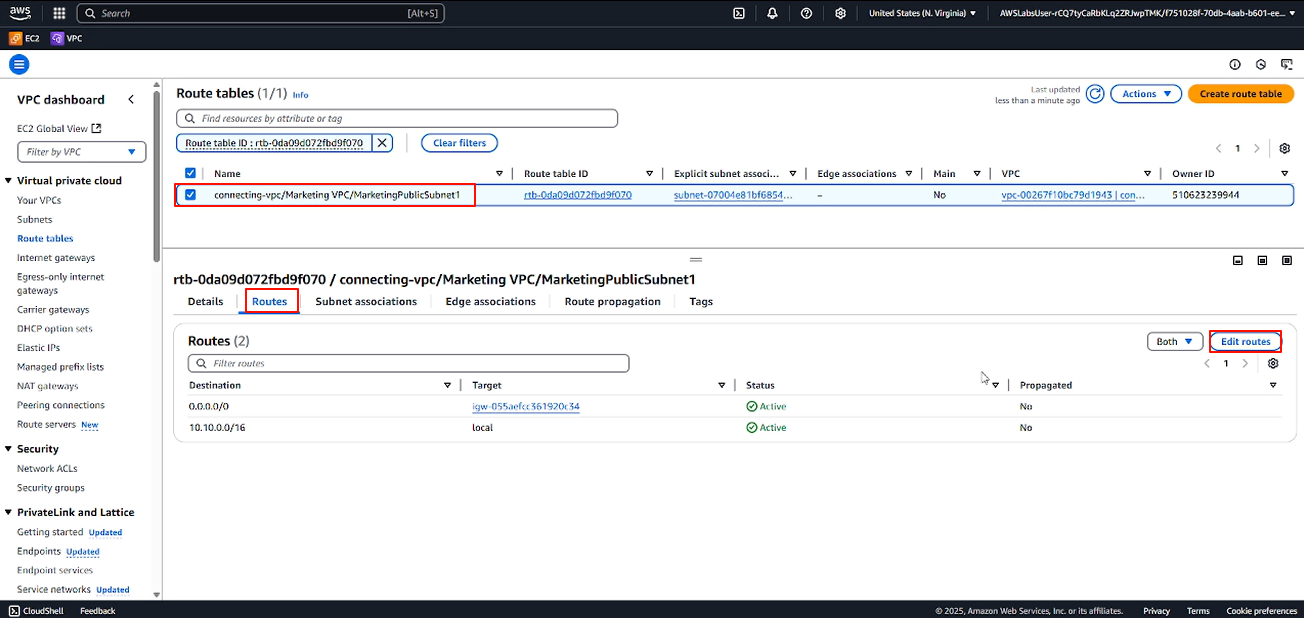 aws
Search [Alt+S] United States (N. Virginia) AWSLabsUser-rCQ7tyCaRbKLq2ZRJwpTMK/f751028f-70db-4aab-b601-ee...
EC2 VPC
VPC dashboard
EC2 Global View
Filter by VPC
Virtual private cloud
Your VPCs
Subnets
Route tables
Internet gateways
Egress-only internet
gateways
Carrier gateways
DHCP option sets
Elastic IPs
Managed prefix lists
NAT gateways
Peering connections
Route servers New
Security
Network ACLs
Security groups
PrivateLink and Lattice
Getting started Updated
Endpoints Updated
Endpoint services
Service networks Updated
Route tables (1/1) Info
Last updated
less than a minute ago
Actions Create route table
Find resources by attribute or tag
Route table ID : rtb-0da09d072fbd9f070 Clear filters
1
Name Route table ID Explicit subnet associ... Edge associations Main VPC Owner ID
connecting-vpc/Marketing VPC/MarketingPublicSubnet1 rtb-0da09d072fbd9f070 subnet-07004e81bf6854... – No vpc-00267f10bc79d1943 | con... 510623239944
rtb-0da09d072fbd9f070 / connecting-vpc/Marketing VPC/MarketingPublicSubnet1
Details Routes Subnet associations Edge associations Route propagation Tags
Routes (2) Both Edit routes
Filter routes 1
Destination Target Status Propagated
0.0.0.0/0 igw-055aefcc361920c34 Active No
10.10.0.0/16 local Active No
CloudShell Feedback © 2025, Amazon Web Services, Inc. or its affiliates. Privacy Terms Cookie preferences